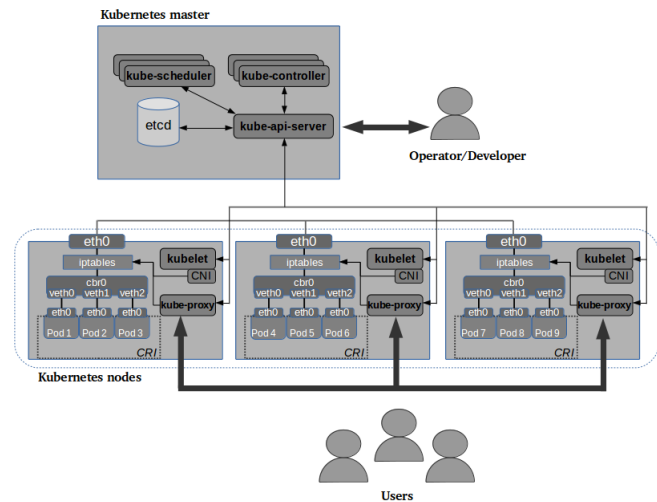 Kubernetes master
kube-scheduler
kube-controller
etcd
kube-api-server
Operator/Developer
eth0
iptables
kubelet
CNI
cbr0
veth0 veth1 veth2
kube-proxy
eth0 eth0 eth0
Pod 1 Pod 2 Pod 3
CRI
eth0
iptables
kubelet
CNI
cbr0
veth0 veth1 veth2
kube-proxy
eth0 eth0 eth0
Pod 4 Pod 5 Pod 6
CRI
eth0
iptables
kubelet
CNI
cbr0
veth0 veth1 veth2
kube-proxy
eth0 eth0 eth0
Pod 7 Pod 8 Pod 9
CRI
Kubernetes nodes
Users